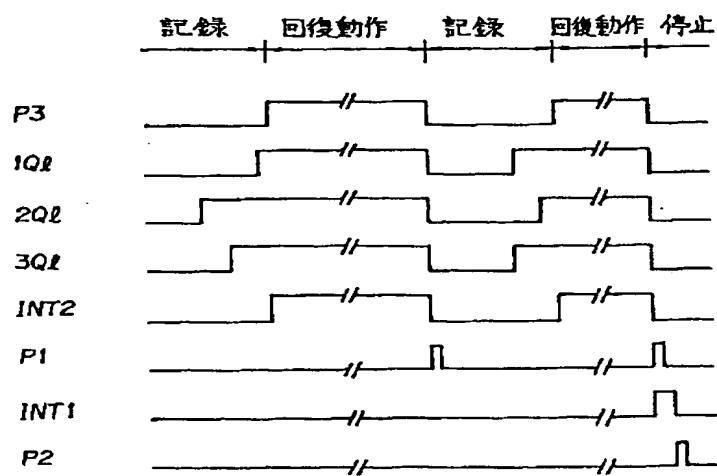 記録 回復動作 記録 回後動作 停止
P3
1Qℓ
2Qℓ
3Qℓ
INT2
P1
INT1
P2